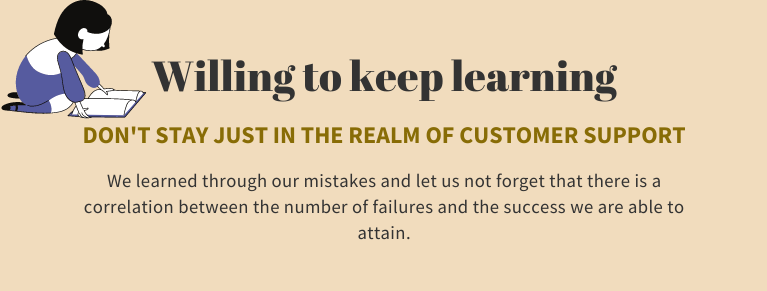 Willing to keep learning
DON'T STAY JUST IN THE REALM OF CUSTOMER SUPPORT
We learned through our mistakes and let us not forget that there is a
correlation between the number of failures and the success we are able to
attain.